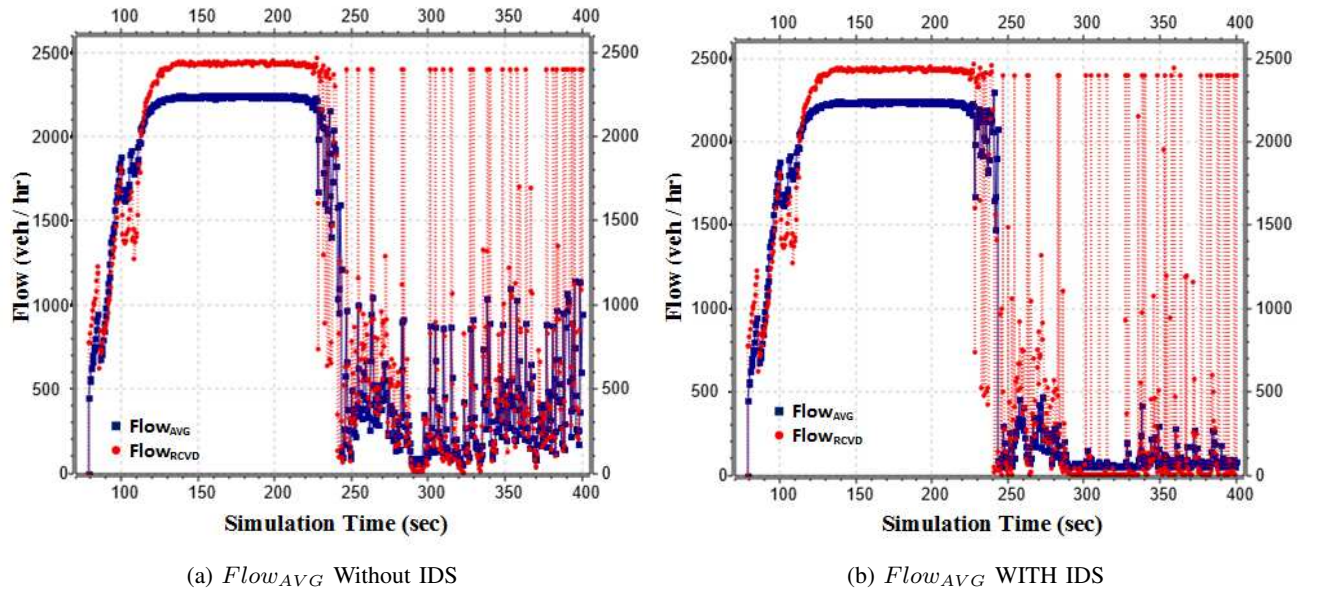 100 150 200 250 300 350 400
2500 2500
2000 2000
1500 1500
1000 1000
500 500
0 0
Flow (veh / hr)
Flow_AVG
Flow_RCVD
100 150 200 250 300 350 400
Simulation Time (sec)
(a) Flow_AVG Without IDS
100 150 200 250 300 350 400
2500 2500
2000 2000
1500 1500
1000 1000
500 500
0 0
Flow (veh / hr)
Flow_AVG
Flow_RCVD
100 150 200 250 300 350 400
Simulation Time (sec)
(b) Flow_AVG WITH IDS